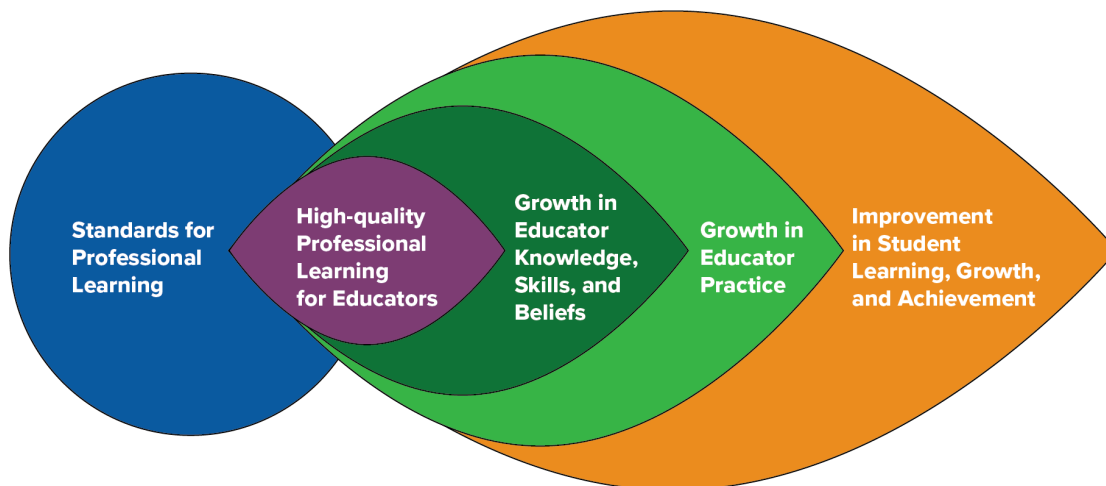 Standards for
Professional
Learning
High-quality
Professional
Learning
for Educators
Growth in
Educator
Knowledge,
Skills, and
Beliefs
Growth in
Educator
Practice
Improvement
in Student
Learning, Growth,
and Achievement